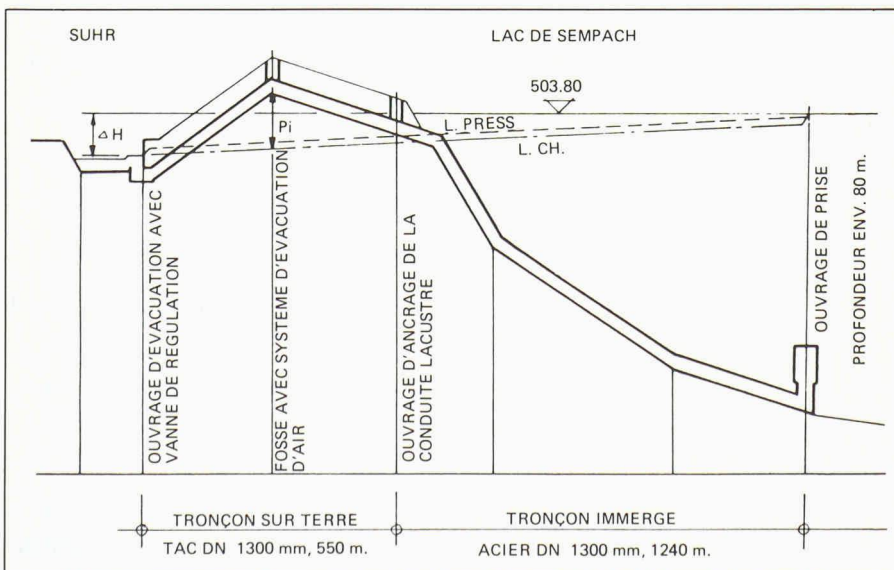 SUHR
LAC DE SEMPACH
503.80
Δ H
Pi
L. PRESS
L. CH.
OUVRAGE D'EVACUATION AVEC
VANNE DE REGULATION
FOSSE AVEC SYSTEME D'EVACUATION
D'AIR
OUVRAGE D'ANCRAGE DE LA
CONDUITE LACUSTRE
OUVRAGE DE PRISE
PROFONDEUR ENV. 80 m.
TRONÇON SUR TERRE
TAC DN 1300 mm, 550 m.
TRONÇON IMMERGE
ACIER DN 1300 mm, 1240 m.